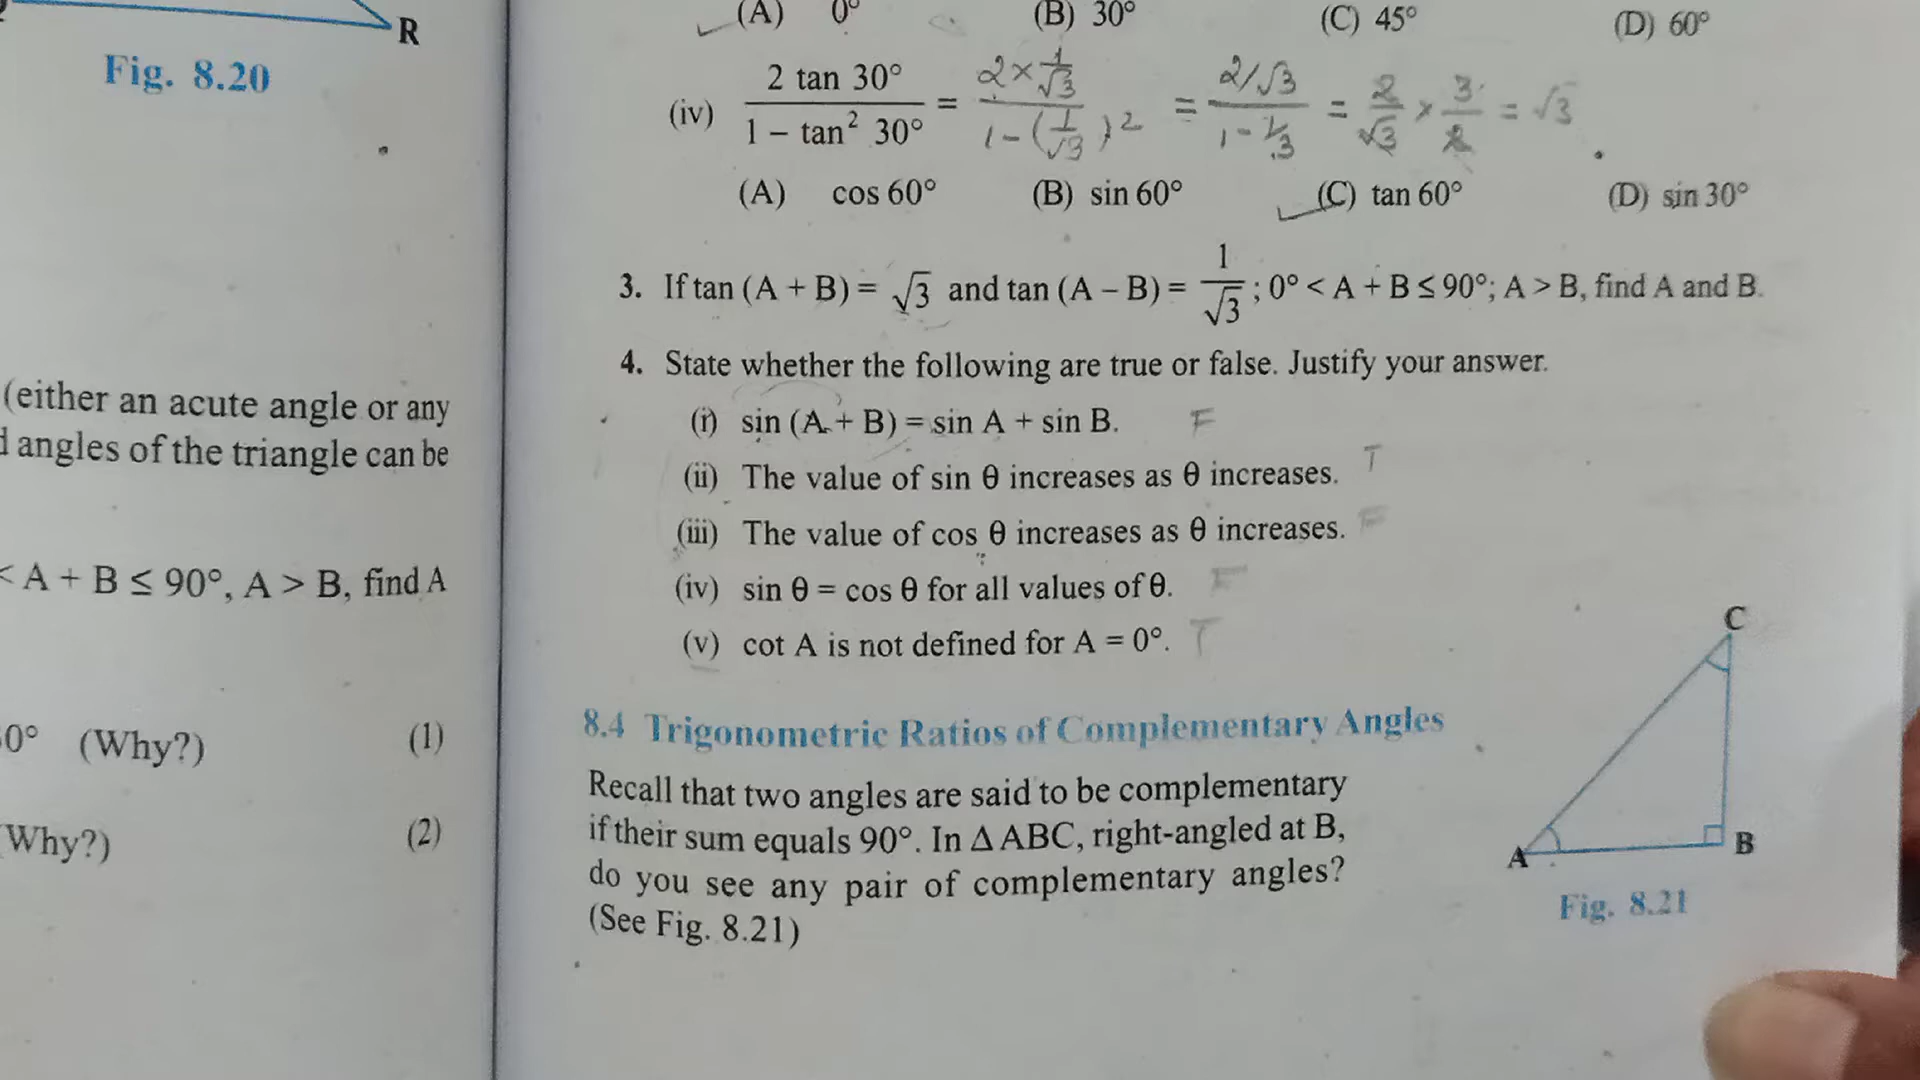 R
Fig. 8.20
(either an acute angle or any
angles of the triangle can be
< A + B ≤ 90°, A > B, find A
0° (Why?) (1)
Why?) (2)
(A) 0° (B) 30° (C) 45° (D) 60°
(iv) 2 tan 30° / 1 – tan² 30° = 2 × 1/√3 / 1 - (1/√3)² = 2/√3 / 1 - 1/3 = 2/√3 × 3/2 = √3
(A) cos 60° (B) sin 60° (C) tan 60° (D) sin 30°
3. If tan (A + B) = √3 and tan (A – B) = 1/√3 ; 0° < A + B ≤ 90°; A > B, find A and B.
4. State whether the following are true or false. Justify your answer.
(i) sin (A + B) = sin A + sin B. F
(ii) The value of sin θ increases as θ increases. T
(iii) The value of cos θ increases as θ increases. F
(iv) sin θ = cos θ for all values of θ. F
(v) cot A is not defined for A = 0°. T
8.4 Trigonometric Ratios of Complementary Angles
Recall that two angles are said to be complementary
if their sum equals 90°. In Δ ABC, right-angled at B,
do you see any pair of complementary angles?
(See Fig. 8.21)
C
A
B
Fig. 8.21